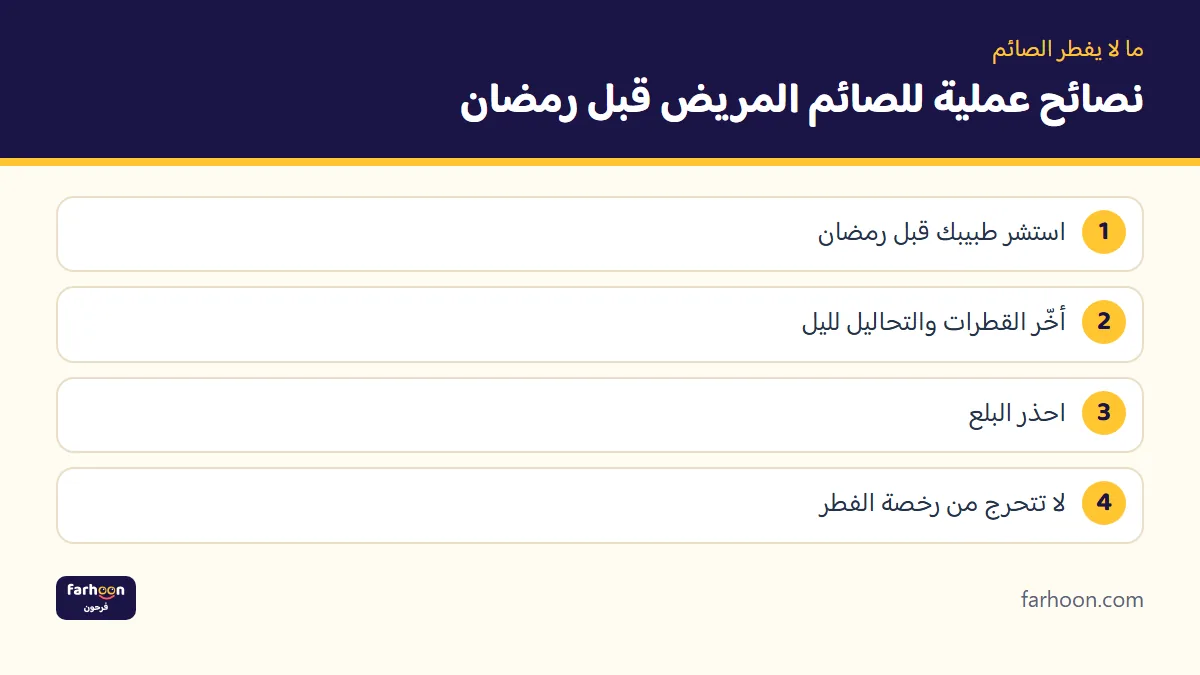 ما لا يفطر الصائم
نصائح عملية للصائم المريض قبل رمضان
1 استشر طبيبك قبل رمضان
2 أخّر القطرات والتحاليل لليل
3 احذر البلع
4 لا تتحرج من رخصة الفطر
farhoon
فرحون
farhoon.com